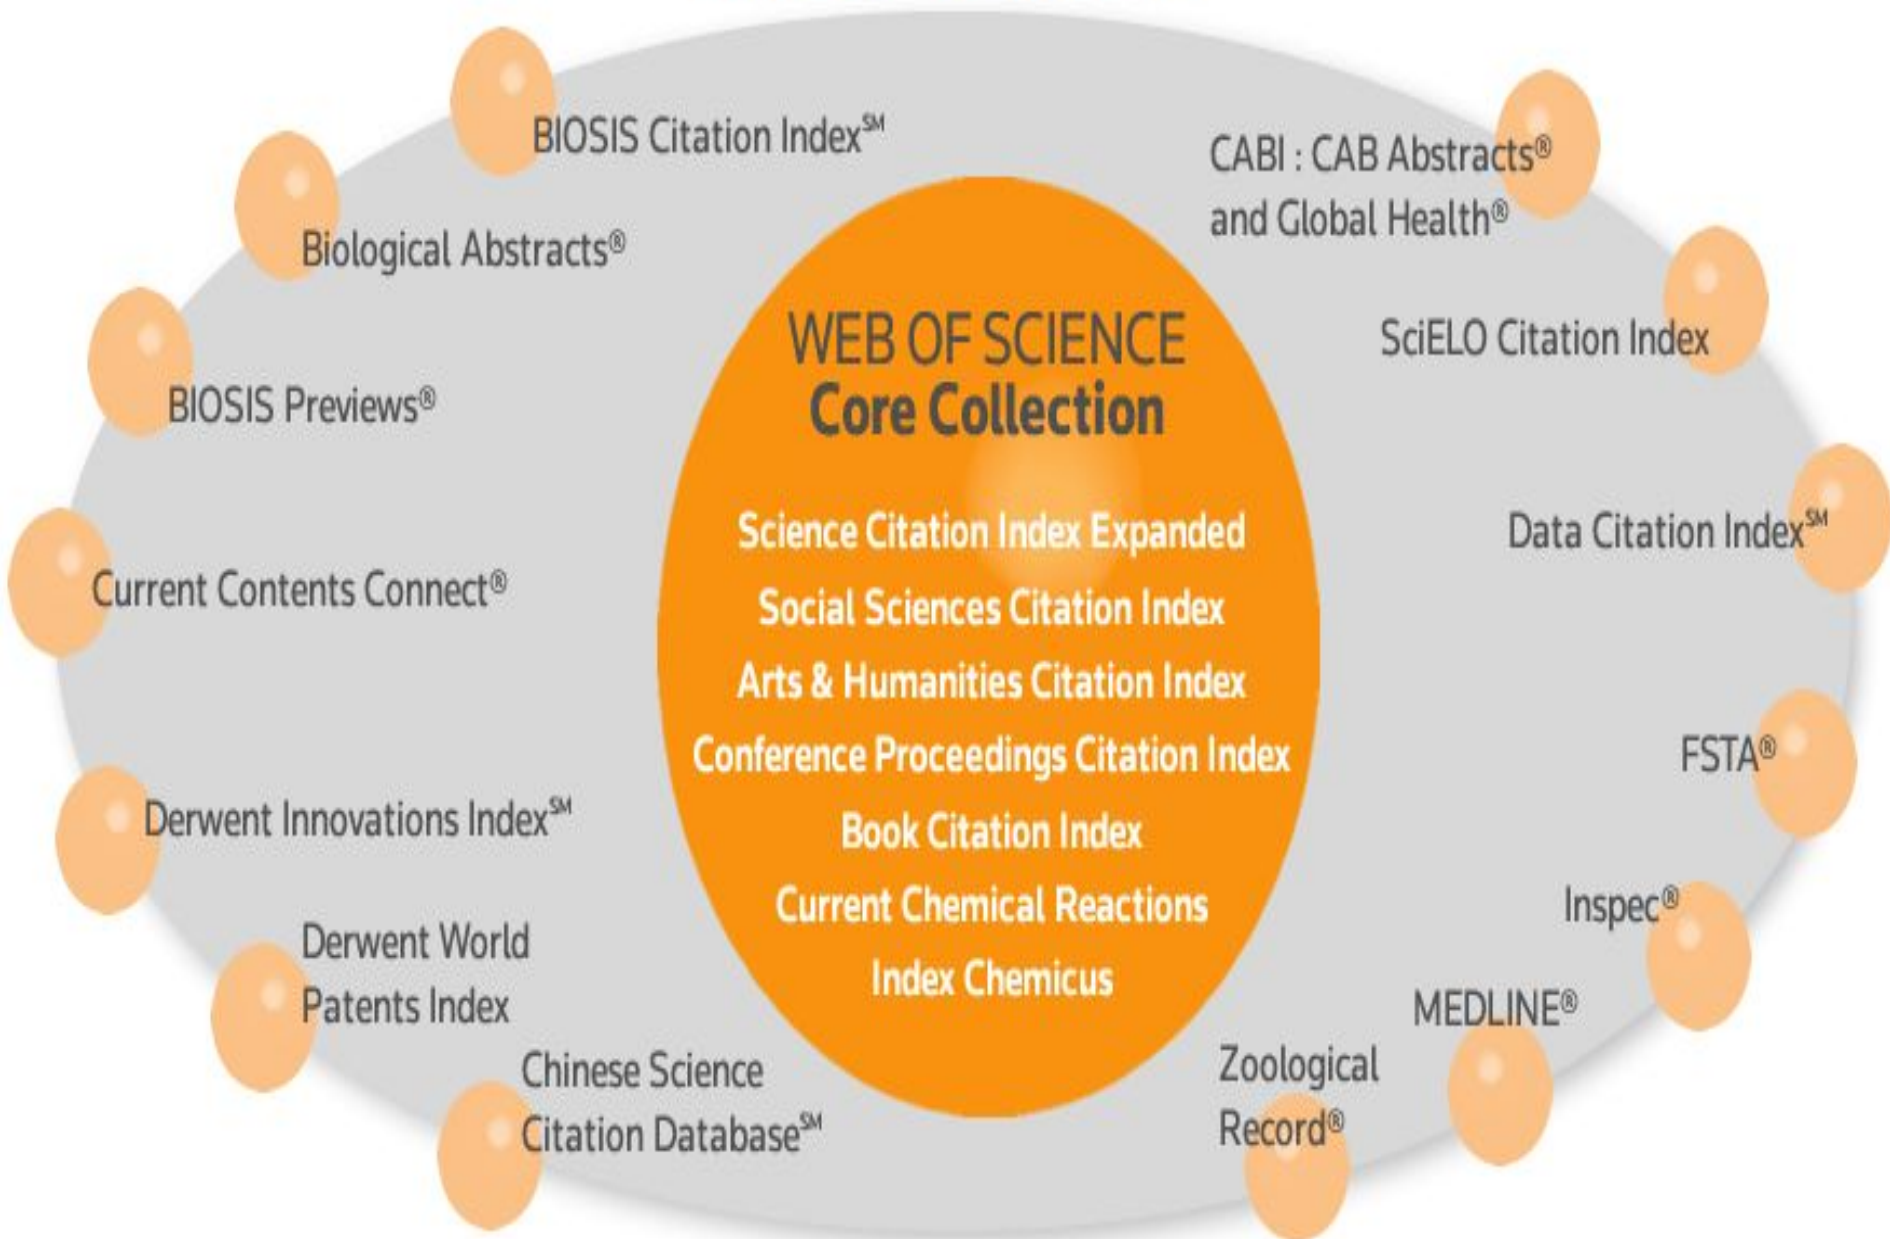 BIOSIS Citation Index℠
Biological Abstracts®
BIOSIS Previews®
Current Contents Connect®
Derwent Innovations Index℠
Derwent World
Patents Index
Chinese Science
Citation Database℠
WEB OF SCIENCE
Core Collection
Science Citation Index Expanded
Social Sciences Citation Index
Arts & Humanities Citation Index
Conference Proceedings Citation Index
Book Citation Index
Current Chemical Reactions
Index Chemicus
CABI : CAB Abstracts®
and Global Health®
SciELO Citation Index
Data Citation Index℠
FSTA®
Inspec®
MEDLINE®
Zoological
Record®